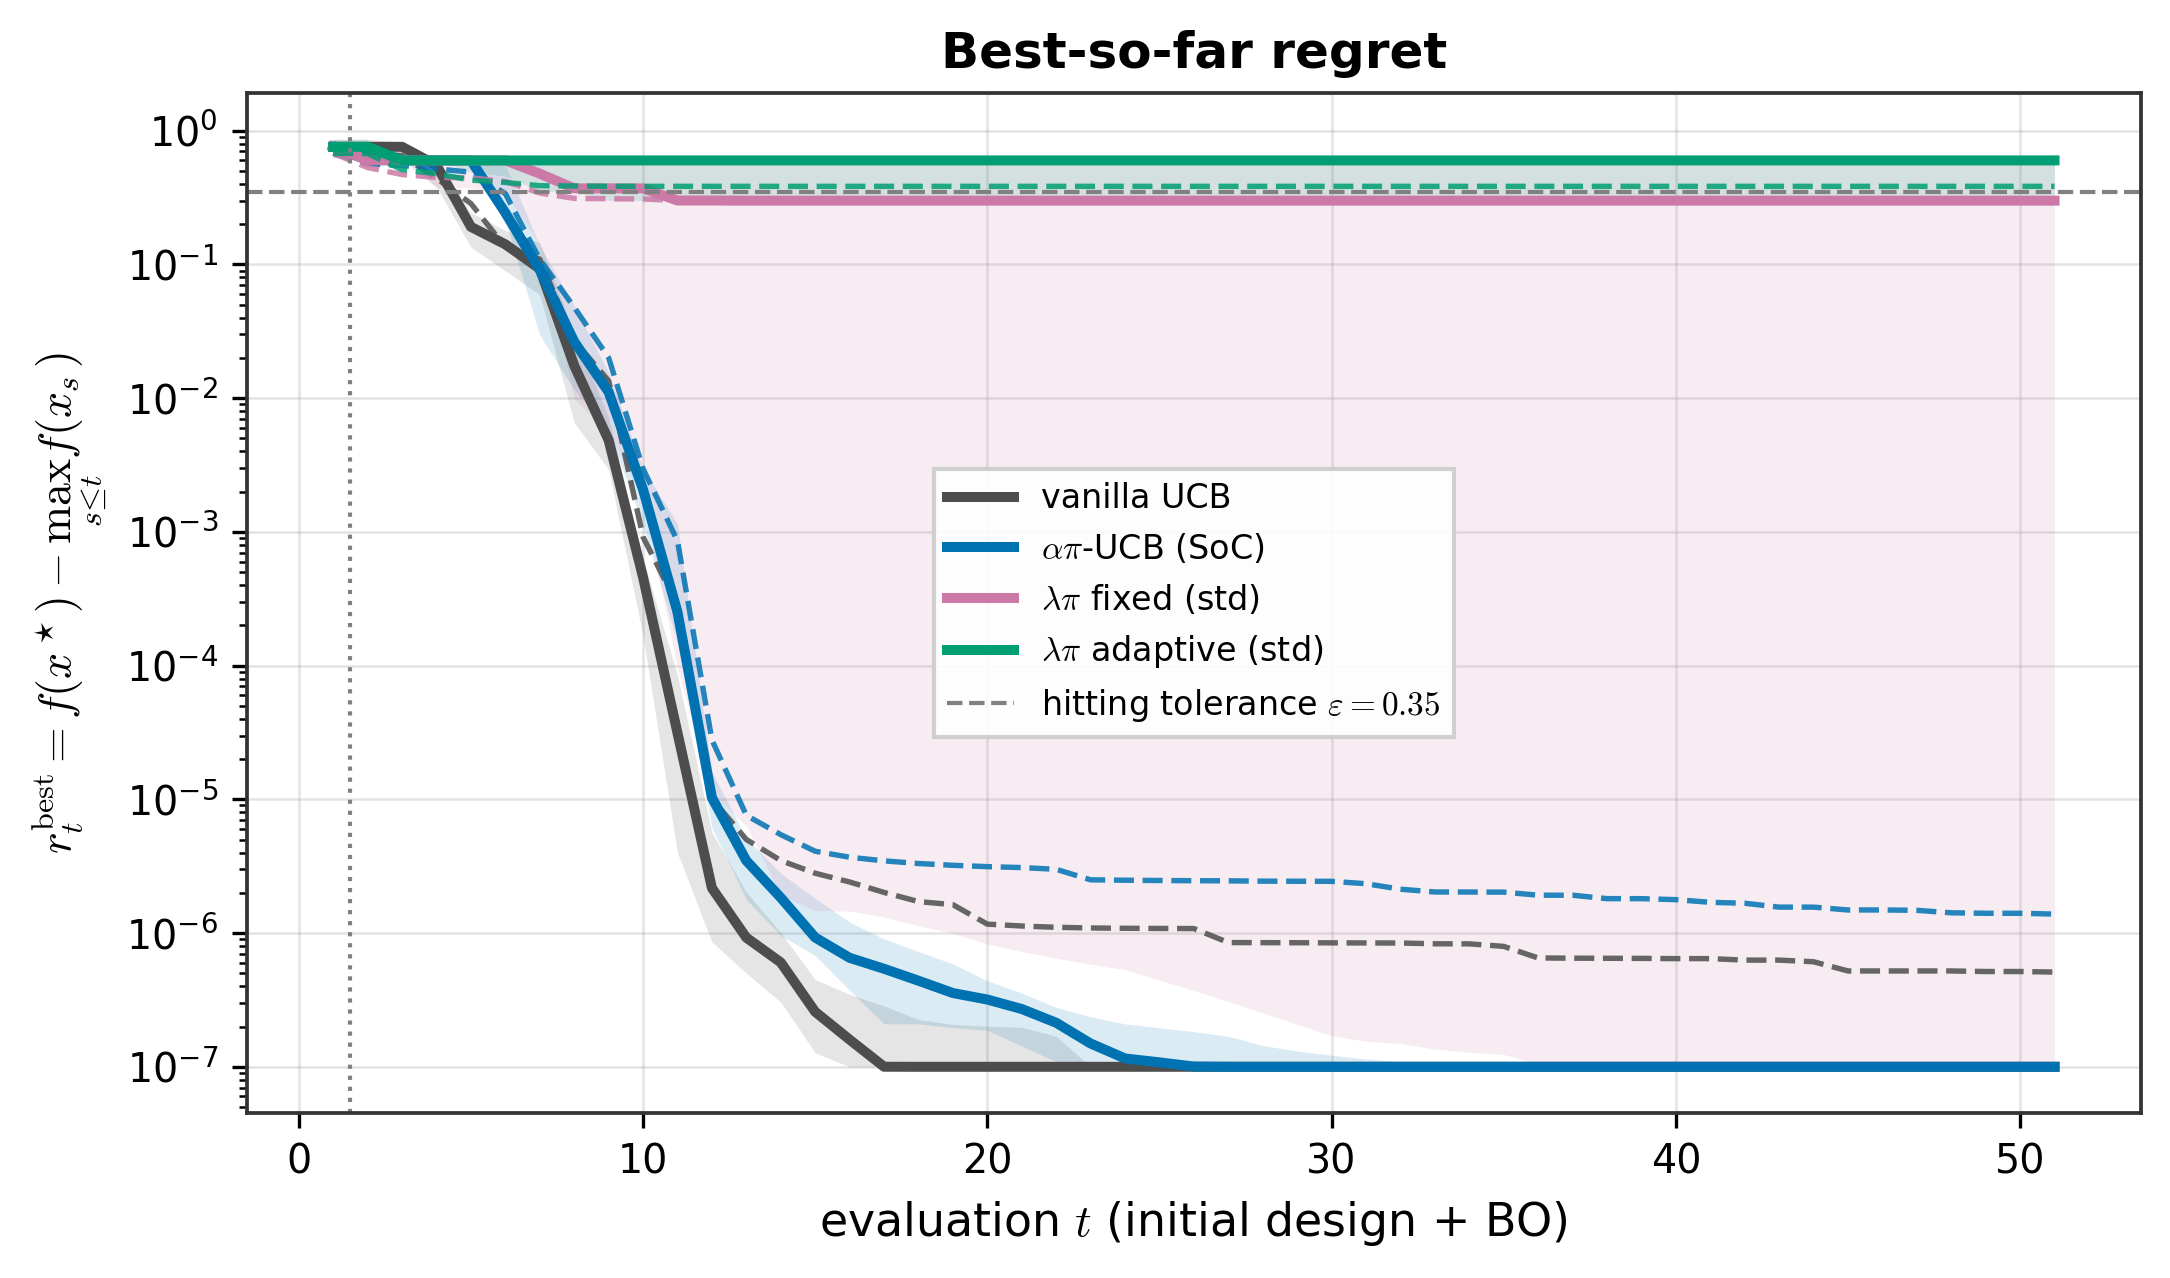 Best-so-far regret
r_t^best = f(x^⋆) − max_{s≤t} f(x_s)
10^0
10^−1
10^−2
10^−3
10^−4
10^−5
10^−6
10^−7
vanilla UCB
απ-UCB (SoC)
λπ fixed (std)
λπ adaptive (std)
hitting tolerance ε = 0.35
0 10 20 30 40 50
evaluation t (initial design + BO)